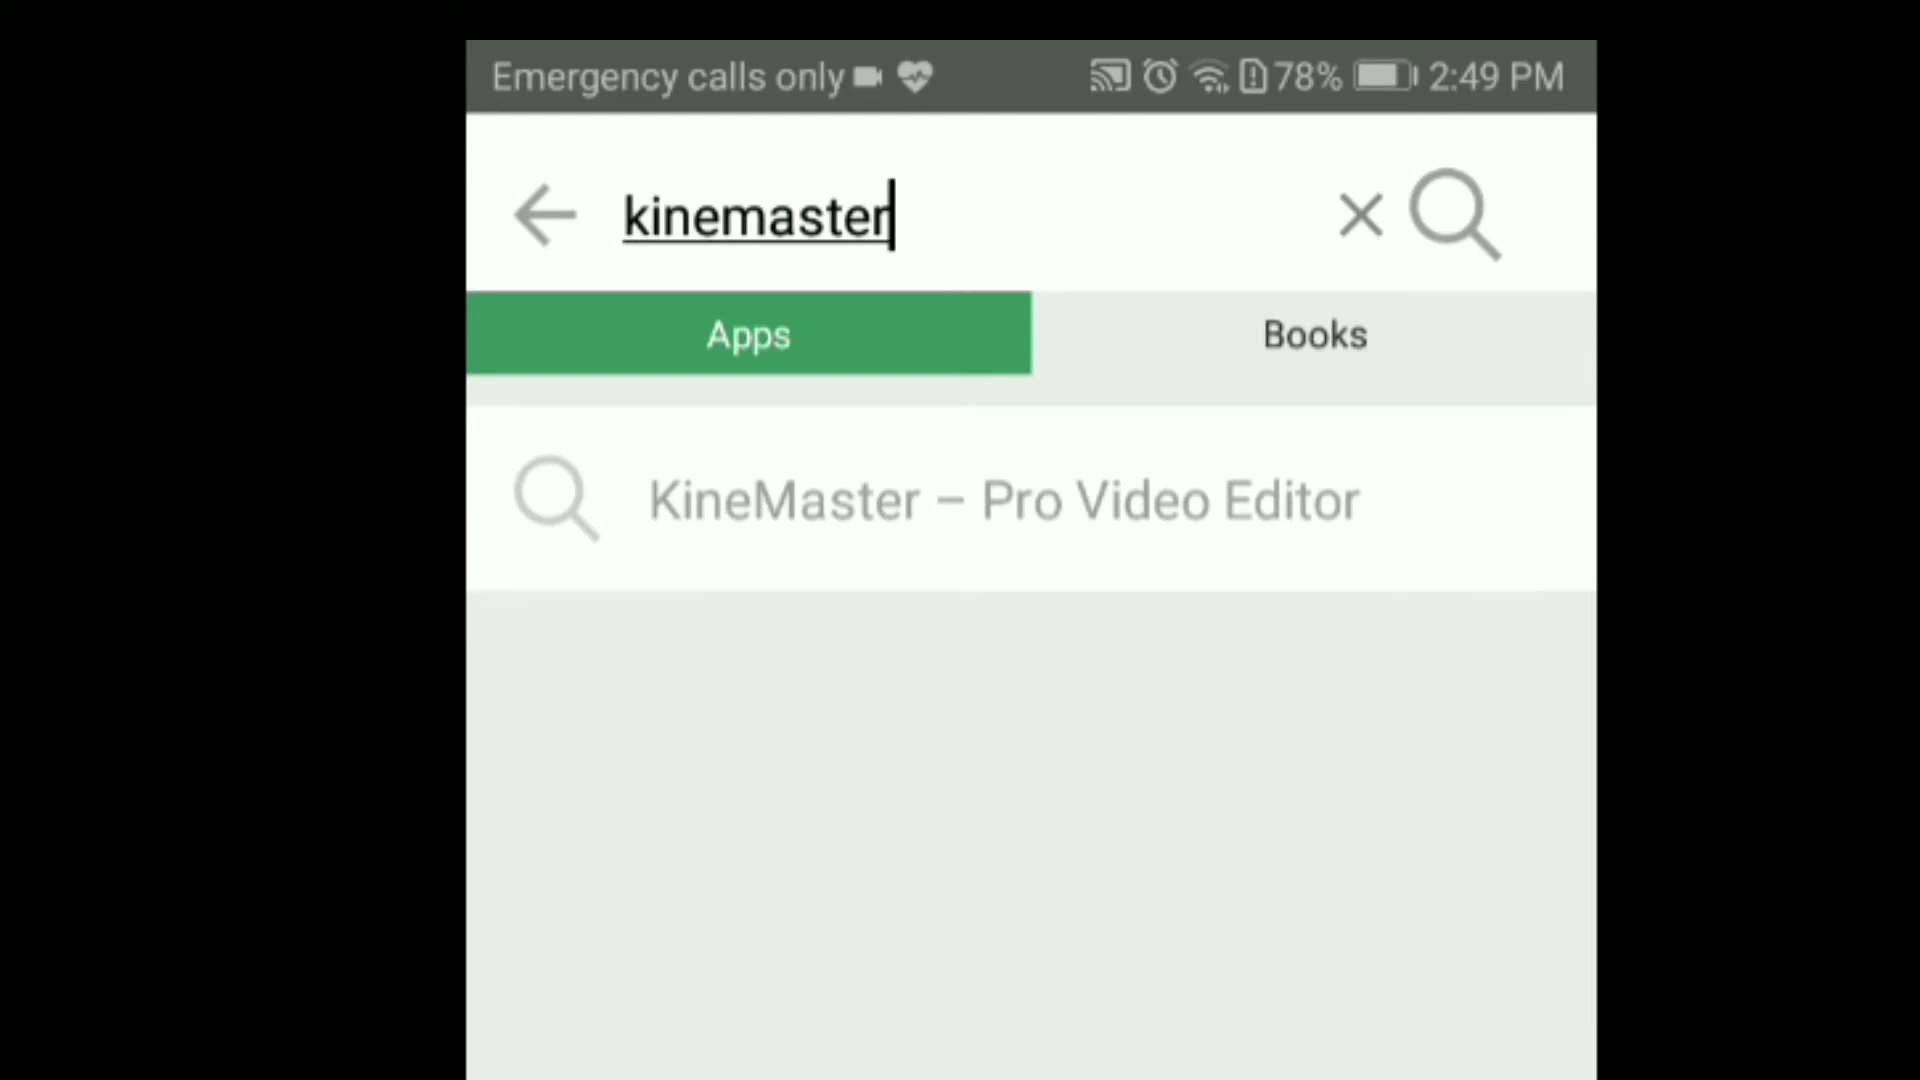 Emergency calls only 78% 2:49 PM
kinemaster
Apps Books
KineMaster – Pro Video Editor